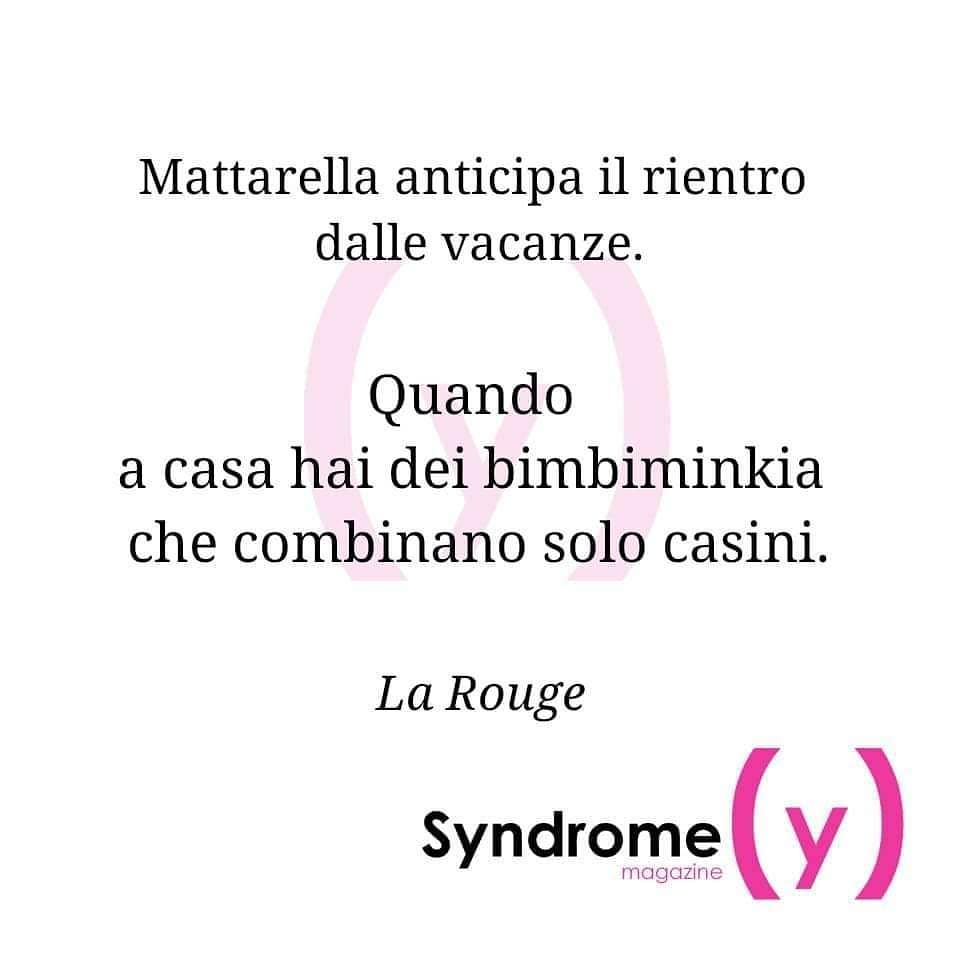 Mattarella anticipa il rientro
dalle vacanze.
Quando
a casa hai dei bimbiminkia
che combinano solo casini.
La Rouge
Syndrome (y)
magazine